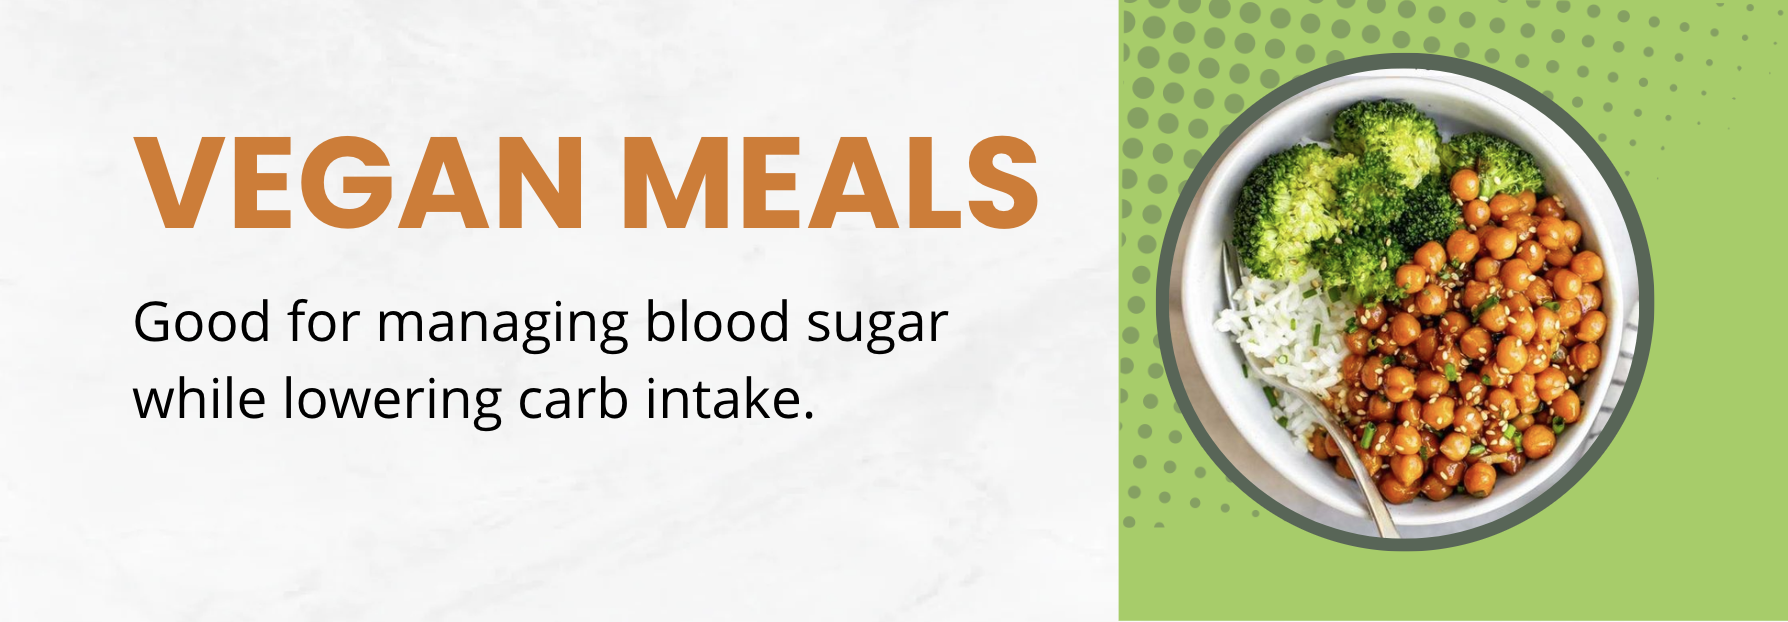 VEGAN MEALS
Good for managing blood sugar
while lowering carb intake.